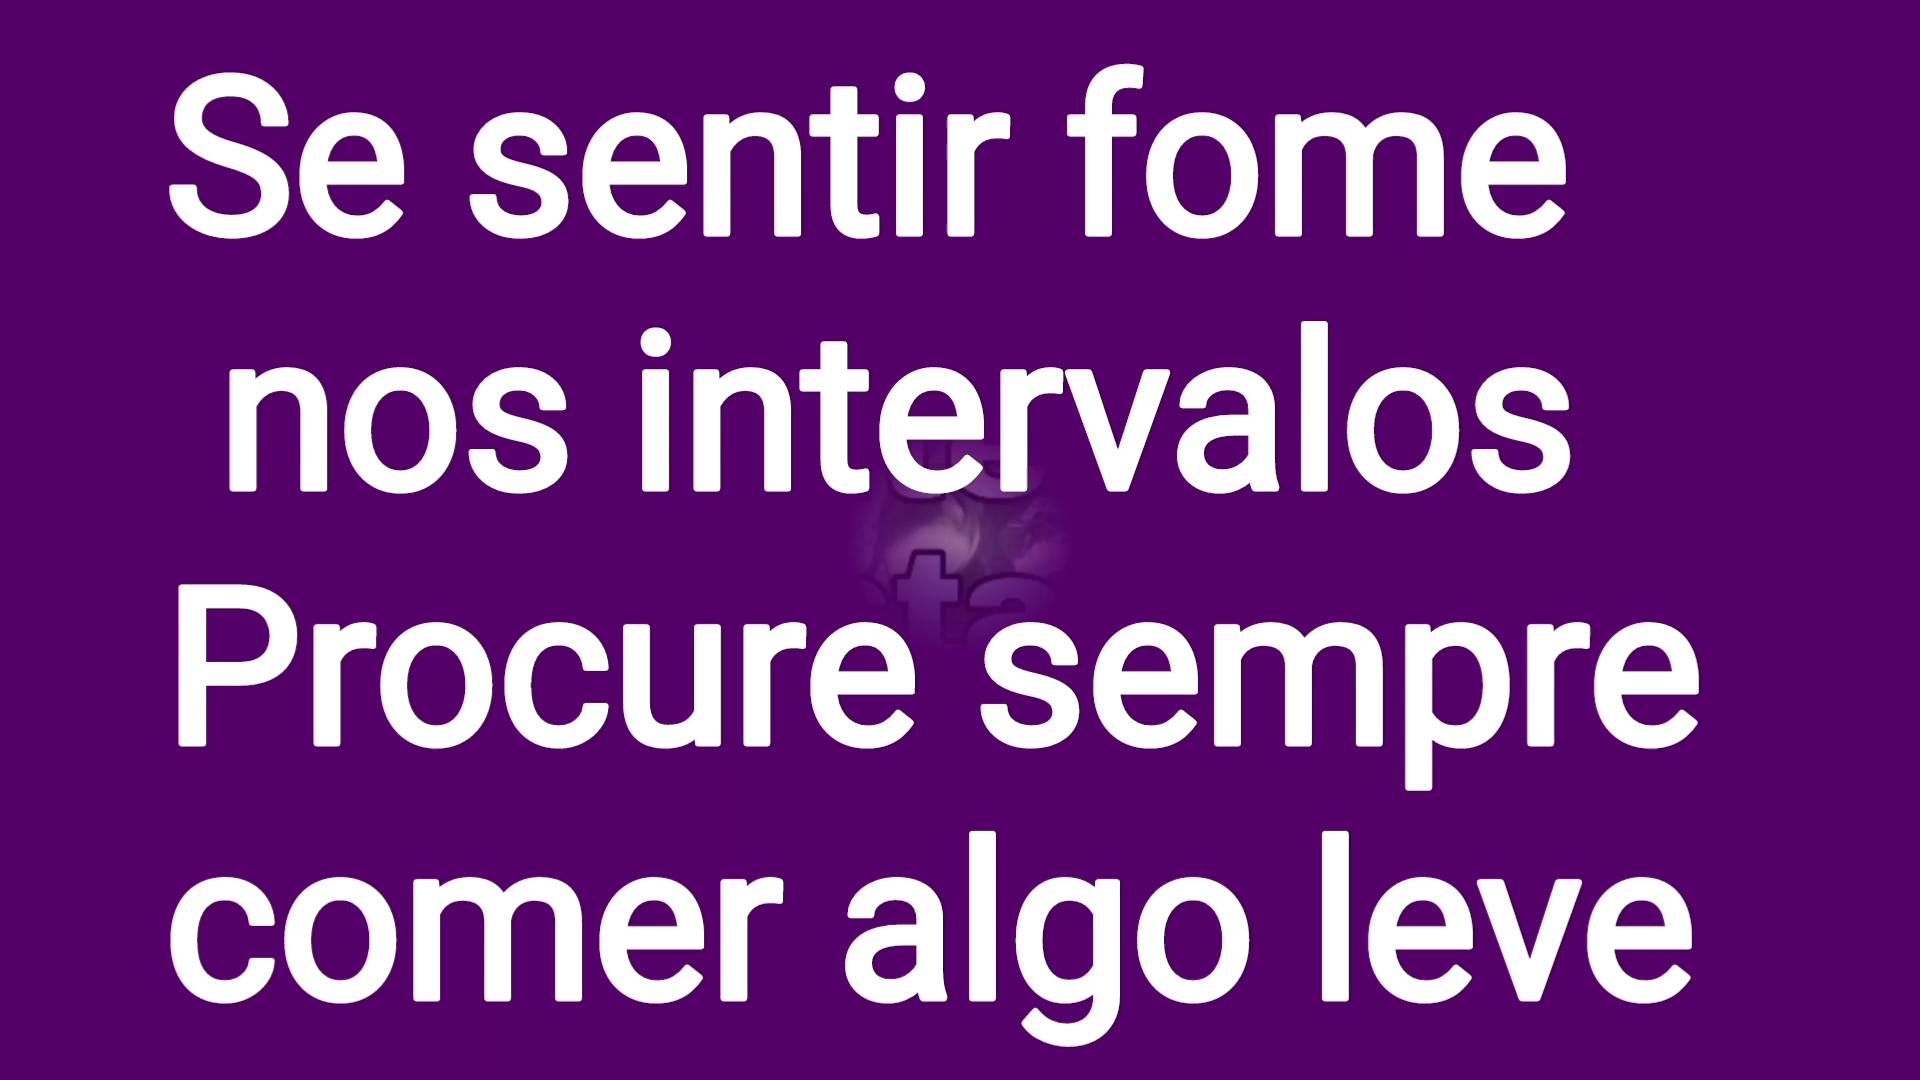 Se sentir fome
nos intervalos
Procure sempre
comer algo leve